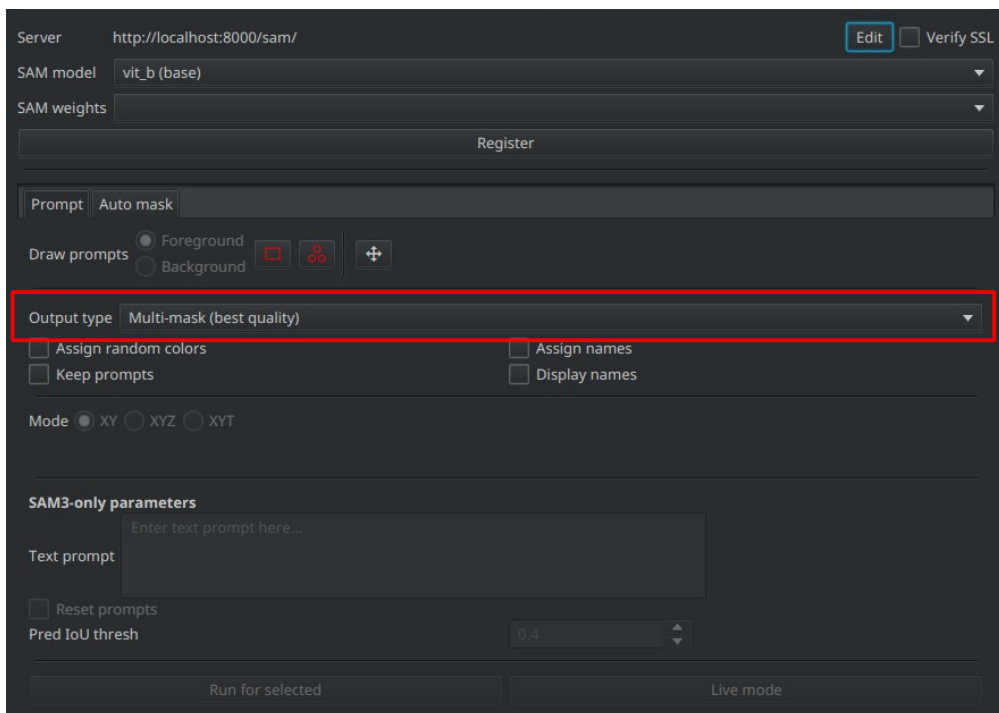 Server http://localhost:8000/sam/ Edit Verify SSL
SAM model vit_b (base)
SAM weights
Register
Prompt Auto mask
Draw prompts Foreground
Background
Output type Multi-mask (best quality)
Assign random colors Assign names
Keep prompts Display names
Mode XY XYZ XYT
SAM3-only parameters
Enter text prompt here...
Text prompt
Reset prompts
Pred IoU thresh 0.4
Run for selected Live mode